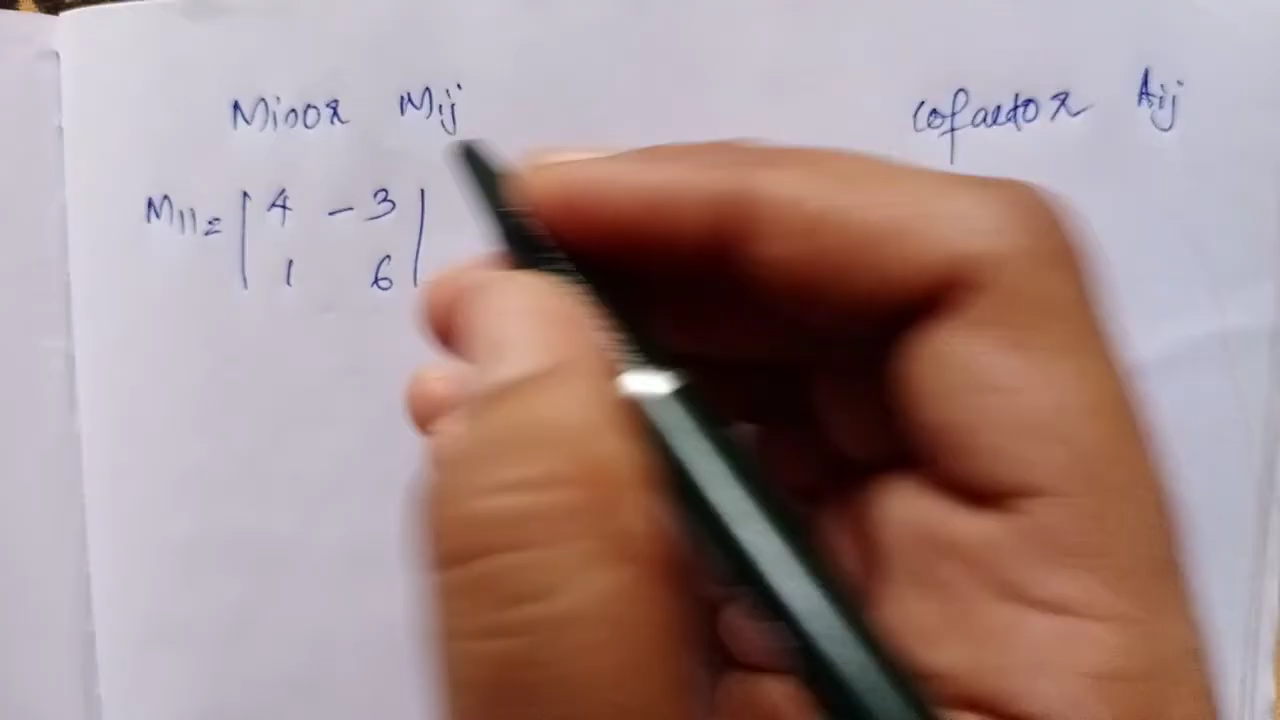 Minor Mij Cofactor Aij
M11 = | 4 -3 |
| 1 6 |